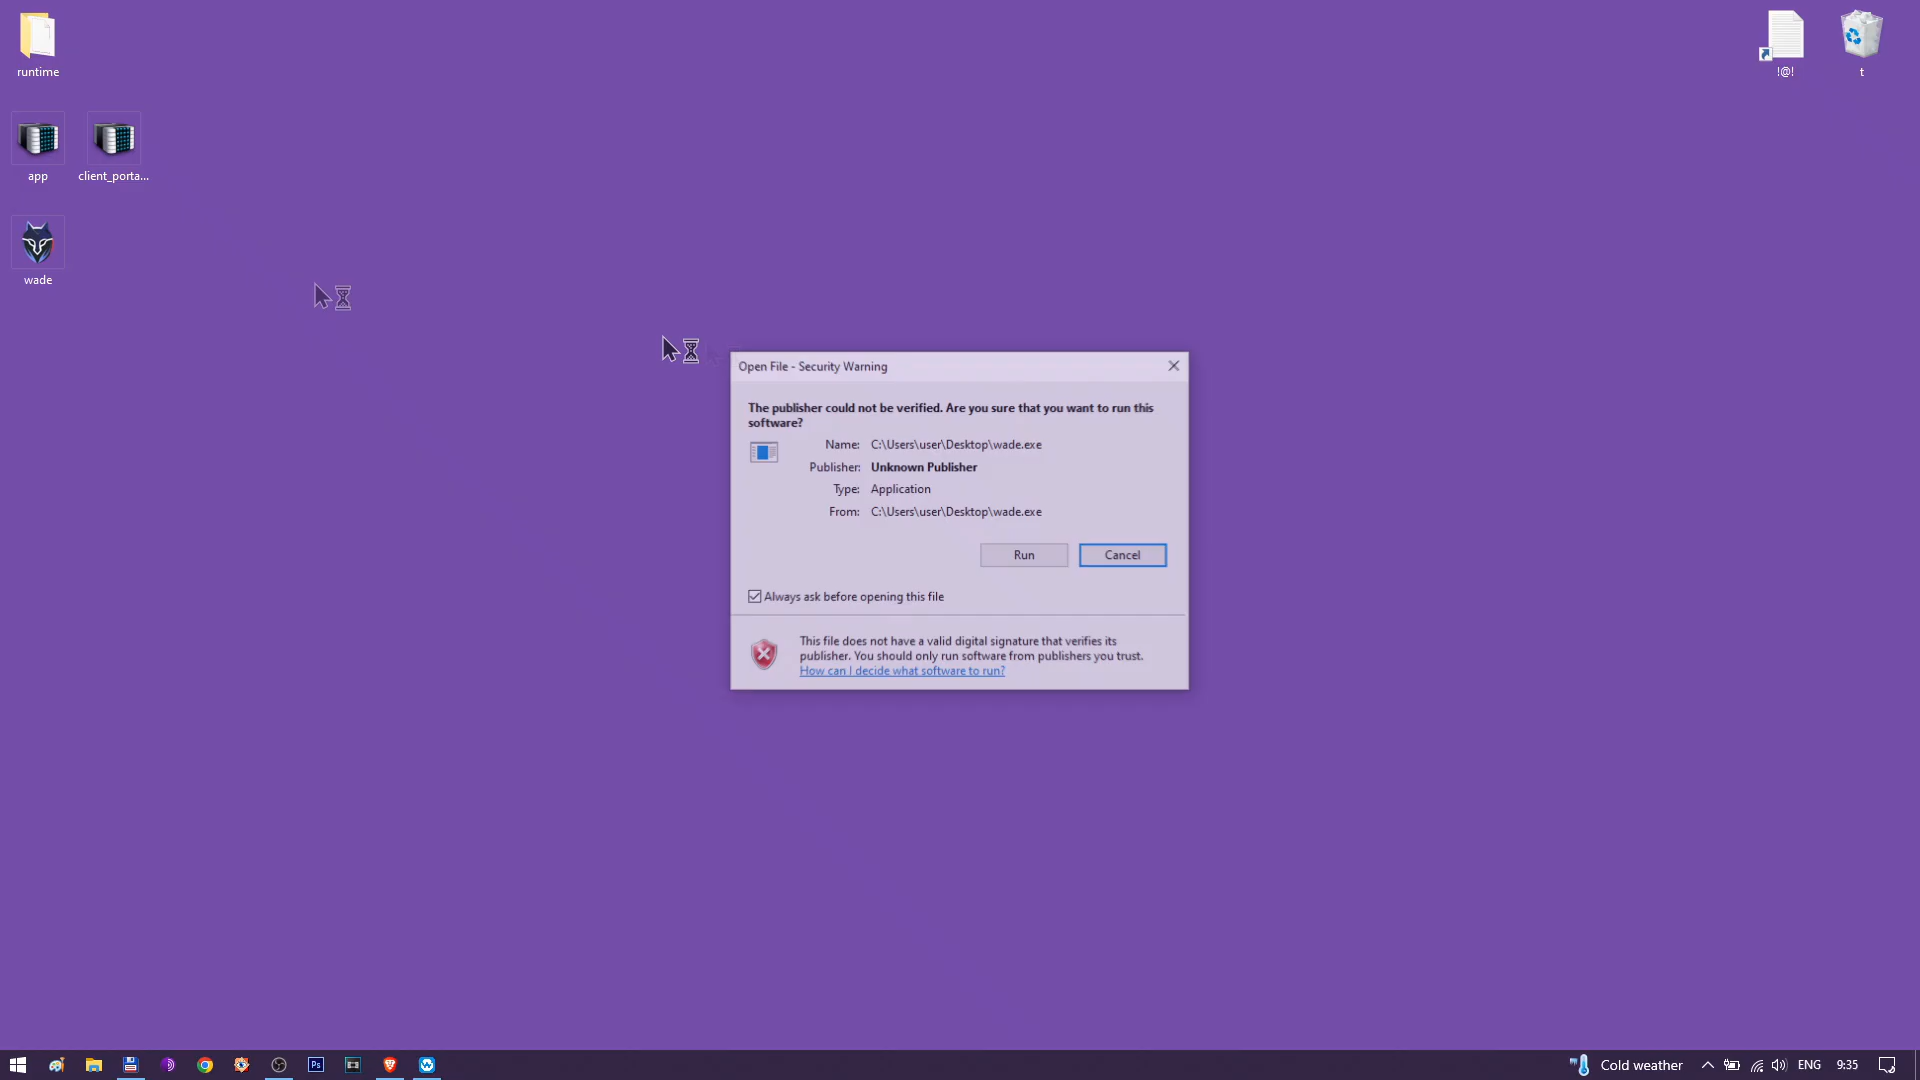 runtime
!@!
t
app
client_porta...
wade
Open File - Security Warning
The publisher could not be verified. Are you sure that you want to run this
software?
Name: C:\Users\user\Desktop\wade.exe
Publisher: Unknown Publisher
Type: Application
From: C:\Users\user\Desktop\wade.exe
Run
Cancel
Always ask before opening this file
This file does not have a valid digital signature that verifies its
publisher. You should only run software from publishers you trust.
How can I decide what software to run?
Ps
Cold weather
ENG
9:35